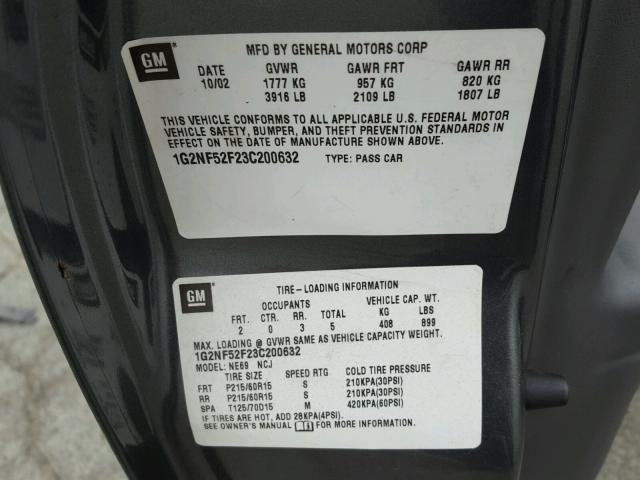 GM
MFD BY GENERAL MOTORS CORP
DATE GVWR GAWR FRT GAWR RR
10/02 1777 KG 957 KG 820 KG
3916 LB 2109 LB 1807 LB
THIS VEHICLE CONFORMS TO ALL APPLICABLE U.S. FEDERAL MOTOR
VEHICLE SAFETY, BUMPER, AND THEFT PREVENTION STANDARDS IN
EFFECT ON THE DATE OF MANUFACTURE SHOWN ABOVE.
1G2NF52F23C200632 TYPE: PASS CAR
GM
TIRE-LOADING INFORMATION
OCCUPANTS VEHICLE CAP. WT.
FRT. CTR. RR. TOTAL KG LBS
2 0 3 5 408 899
MAX. LOADING @ GVWR SAME AS VEHICLE CAPACITY WEIGHT.
1G2NF52F23C200632
MODEL: NE69 NCJ
TIRE SIZE SPEED RTG COLD TIRE PRESSURE
FRT P215/60R15 S 210KPA(30PSI)
RR P215/60R15 S 210KPA(30PSI)
SPA T125/70D15 M 420KPA(60PSI)
IF TIRES ARE HOT, ADD 28KPA(4PSI).
SEE OWNER'S MANUAL FOR MORE INFORMATION.